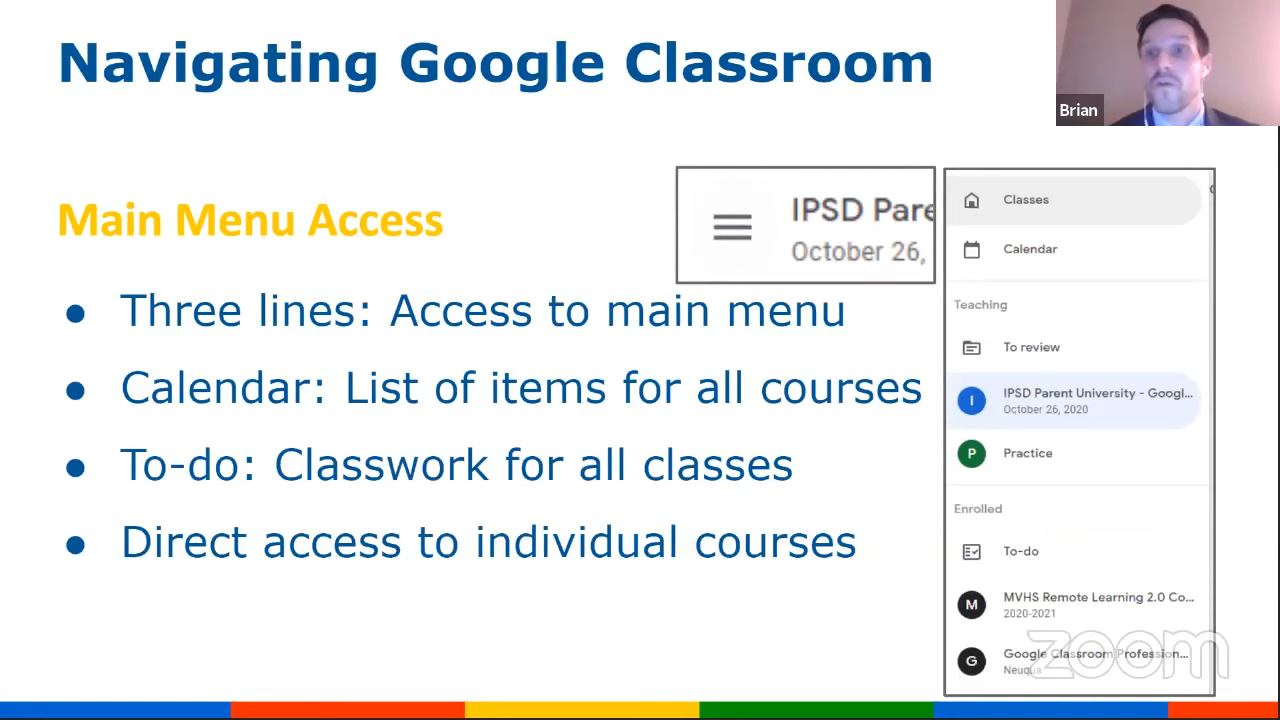 Navigating Google Classroom
Brian
Main Menu Access
IPSD Pare
October 26,
● Three lines: Access to main menu
● Calendar: List of items for all courses
● To-do: Classwork for all classes
● Direct access to individual courses
Classes
Calendar
Teaching
To review
I IPSD Parent University - Googl...
October 26, 2020
P Practice
Enrolled
To-do
M MVHS Remote Learning 2.0 Co...
2020-2021
G Google Classroom Profession...
Neuqua
zoom